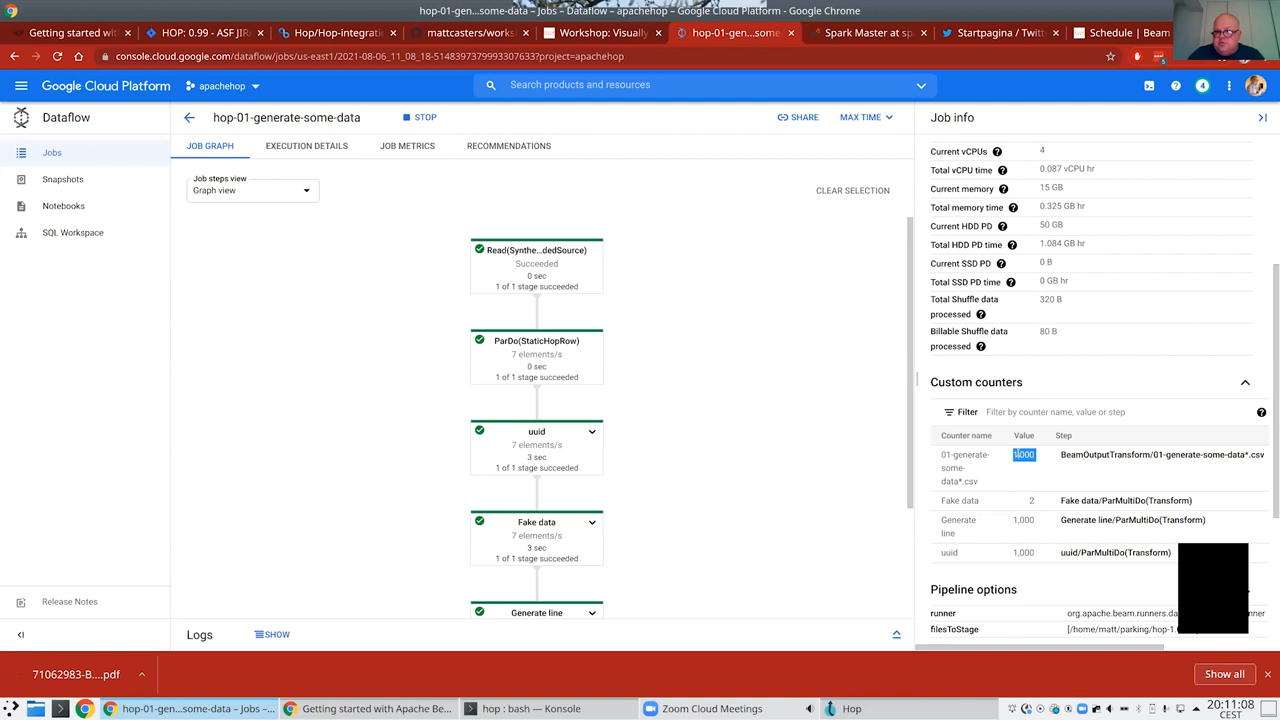 hop-01-gen...some-data – Jobs – Dataflow – apachehop – Google Cloud Platform - Google Chrome
Getting started wit
HOP: 0.99 - ASF JIR
Hop/Hop-integrati
mattcasters/works
Workshop: Visually
hop-01-gen...some
Spark Master at sp
Startpagina / Twitt
Schedule | Beam
console.cloud.google.com/dataflow/jobs/us-east1/2021-08-06_11_08_18-5148397379993307633?project=apachehop
Google Cloud Platform
apachehop
Search products and resources
4
Dataflow
hop-01-generate-some-data
STOP
SHARE
MAX TIME
Job info
Jobs
Snapshots
Notebooks
SQL Workspace
JOB GRAPH
EXECUTION DETAILS
JOB METRICS
RECOMMENDATIONS
Job steps view
Graph view
CLEAR SELECTION
Read(Synthe...dedSource)
Succeeded
0 sec
1 of 1 stage succeeded
ParDo(StaticHopRow)
7 elements/s
0 sec
1 of 1 stage succeeded
uuid
7 elements/s
3 sec
1 of 1 stage succeeded
Fake data
7 elements/s
3 sec
1 of 1 stage succeeded
Generate line
Current vCPUs 4
Total vCPU time 0.087 vCPU hr
Current memory 15 GB
Total memory time 0.325 GB hr
Current HDD PD 50 GB
Total HDD PD time 1.084 GB hr
Current SSD PD 0 B
Total SSD PD time 0 GB hr
Total Shuffle data 320 B
processed
Billable Shuffle data 80 B
processed
Custom counters
Filter Filter by counter name, value or step
Counter name Value Step
01-generate- 1,000 BeamOutputTransform/01-generate-some-data*.csv
some-
data*.csv
Fake data 2 Fake data/ParMultiDo(Transform)
Generate 1,000 Generate line/ParMultiDo(Transform)
line
uuid 1,000 uuid/ParMultiDo(Transform)
Pipeline options
runner org.apache.beam.runners.da
filesToStage [/home/matt/parking/hop-1.
Release Notes
Logs
SHOW
71062983-B....pdf
Show all
hop-01-gen...some-data – Jobs – ...
Getting started with Apache Be...
hop : bash — Konsole
Zoom Cloud Meetings
Hop
20:11:08
CEST